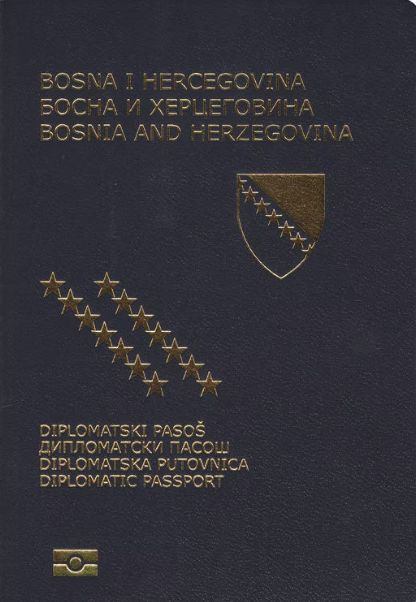 BOSNA I HERCEGOVINA
БОСНА И ХЕРЦЕГОВИНА
BOSNIA AND HERZEGOVINA
DIPLOMATSKI PASOŠ
ДИПЛОМАТСКИ ПАСОШ
DIPLOMATSKA PUTOVNICA
DIPLOMATIC PASSPORT